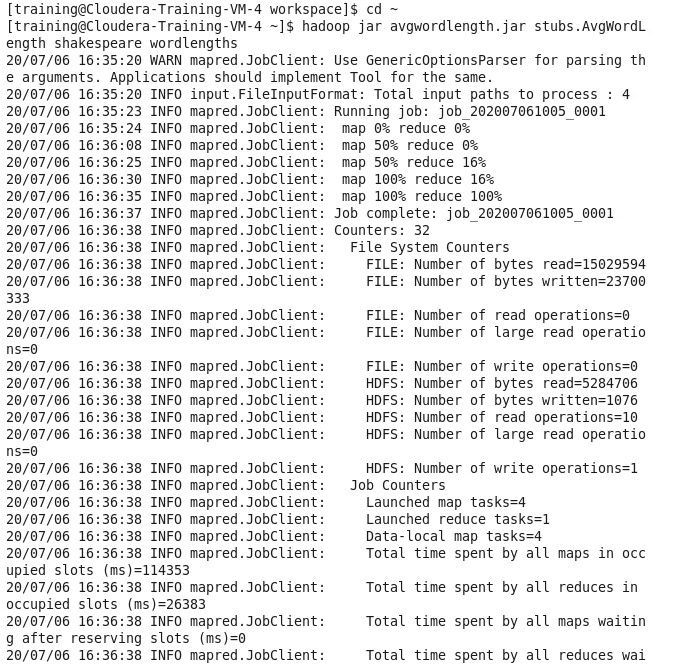 [training@Cloudera-Training-VM-4 workspace]$ cd ~
[training@Cloudera-Training-VM-4 ~]$ hadoop jar avgwordlength.jar stubs.AvgWordL
ength shakespeare wordlengths
20/07/06 16:35:20 WARN mapred.JobClient: Use GenericOptionsParser for parsing th
e arguments. Applications should implement Tool for the same.
20/07/06 16:35:20 INFO input.FileInputFormat: Total input paths to process : 4
20/07/06 16:35:23 INFO mapred.JobClient: Running job: job_202007061005_0001
20/07/06 16:35:24 INFO mapred.JobClient:  map 0% reduce 0%
20/07/06 16:36:08 INFO mapred.JobClient:  map 50% reduce 0%
20/07/06 16:36:25 INFO mapred.JobClient:  map 50% reduce 16%
20/07/06 16:36:30 INFO mapred.JobClient:  map 100% reduce 16%
20/07/06 16:36:35 INFO mapred.JobClient:  map 100% reduce 100%
20/07/06 16:36:37 INFO mapred.JobClient: Job complete: job_202007061005_0001
20/07/06 16:36:38 INFO mapred.JobClient: Counters: 32
20/07/06 16:36:38 INFO mapred.JobClient:   File System Counters
20/07/06 16:36:38 INFO mapred.JobClient:     FILE: Number of bytes read=15029594
20/07/06 16:36:38 INFO mapred.JobClient:     FILE: Number of bytes written=23700
333
20/07/06 16:36:38 INFO mapred.JobClient:     FILE: Number of read operations=0
20/07/06 16:36:38 INFO mapred.JobClient:     FILE: Number of large read operatio
ns=0
20/07/06 16:36:38 INFO mapred.JobClient:     FILE: Number of write operations=0
20/07/06 16:36:38 INFO mapred.JobClient:     HDFS: Number of bytes read=5284706
20/07/06 16:36:38 INFO mapred.JobClient:     HDFS: Number of bytes written=1076
20/07/06 16:36:38 INFO mapred.JobClient:     HDFS: Number of read operations=10
20/07/06 16:36:38 INFO mapred.JobClient:     HDFS: Number of large read operatio
ns=0
20/07/06 16:36:38 INFO mapred.JobClient:     HDFS: Number of write operations=1
20/07/06 16:36:38 INFO mapred.JobClient:   Job Counters
20/07/06 16:36:38 INFO mapred.JobClient:     Launched map tasks=4
20/07/06 16:36:38 INFO mapred.JobClient:     Launched reduce tasks=1
20/07/06 16:36:38 INFO mapred.JobClient:     Data-local map tasks=4
20/07/06 16:36:38 INFO mapred.JobClient:     Total time spent by all maps in occ
upied slots (ms)=114353
20/07/06 16:36:38 INFO mapred.JobClient:     Total time spent by all reduces in
occupied slots (ms)=26383
20/07/06 16:36:38 INFO mapred.JobClient:     Total time spent by all maps waitin
g after reserving slots (ms)=0
20/07/06 16:36:38 INFO mapred.JobClient:     Total time spent by all reduces wai